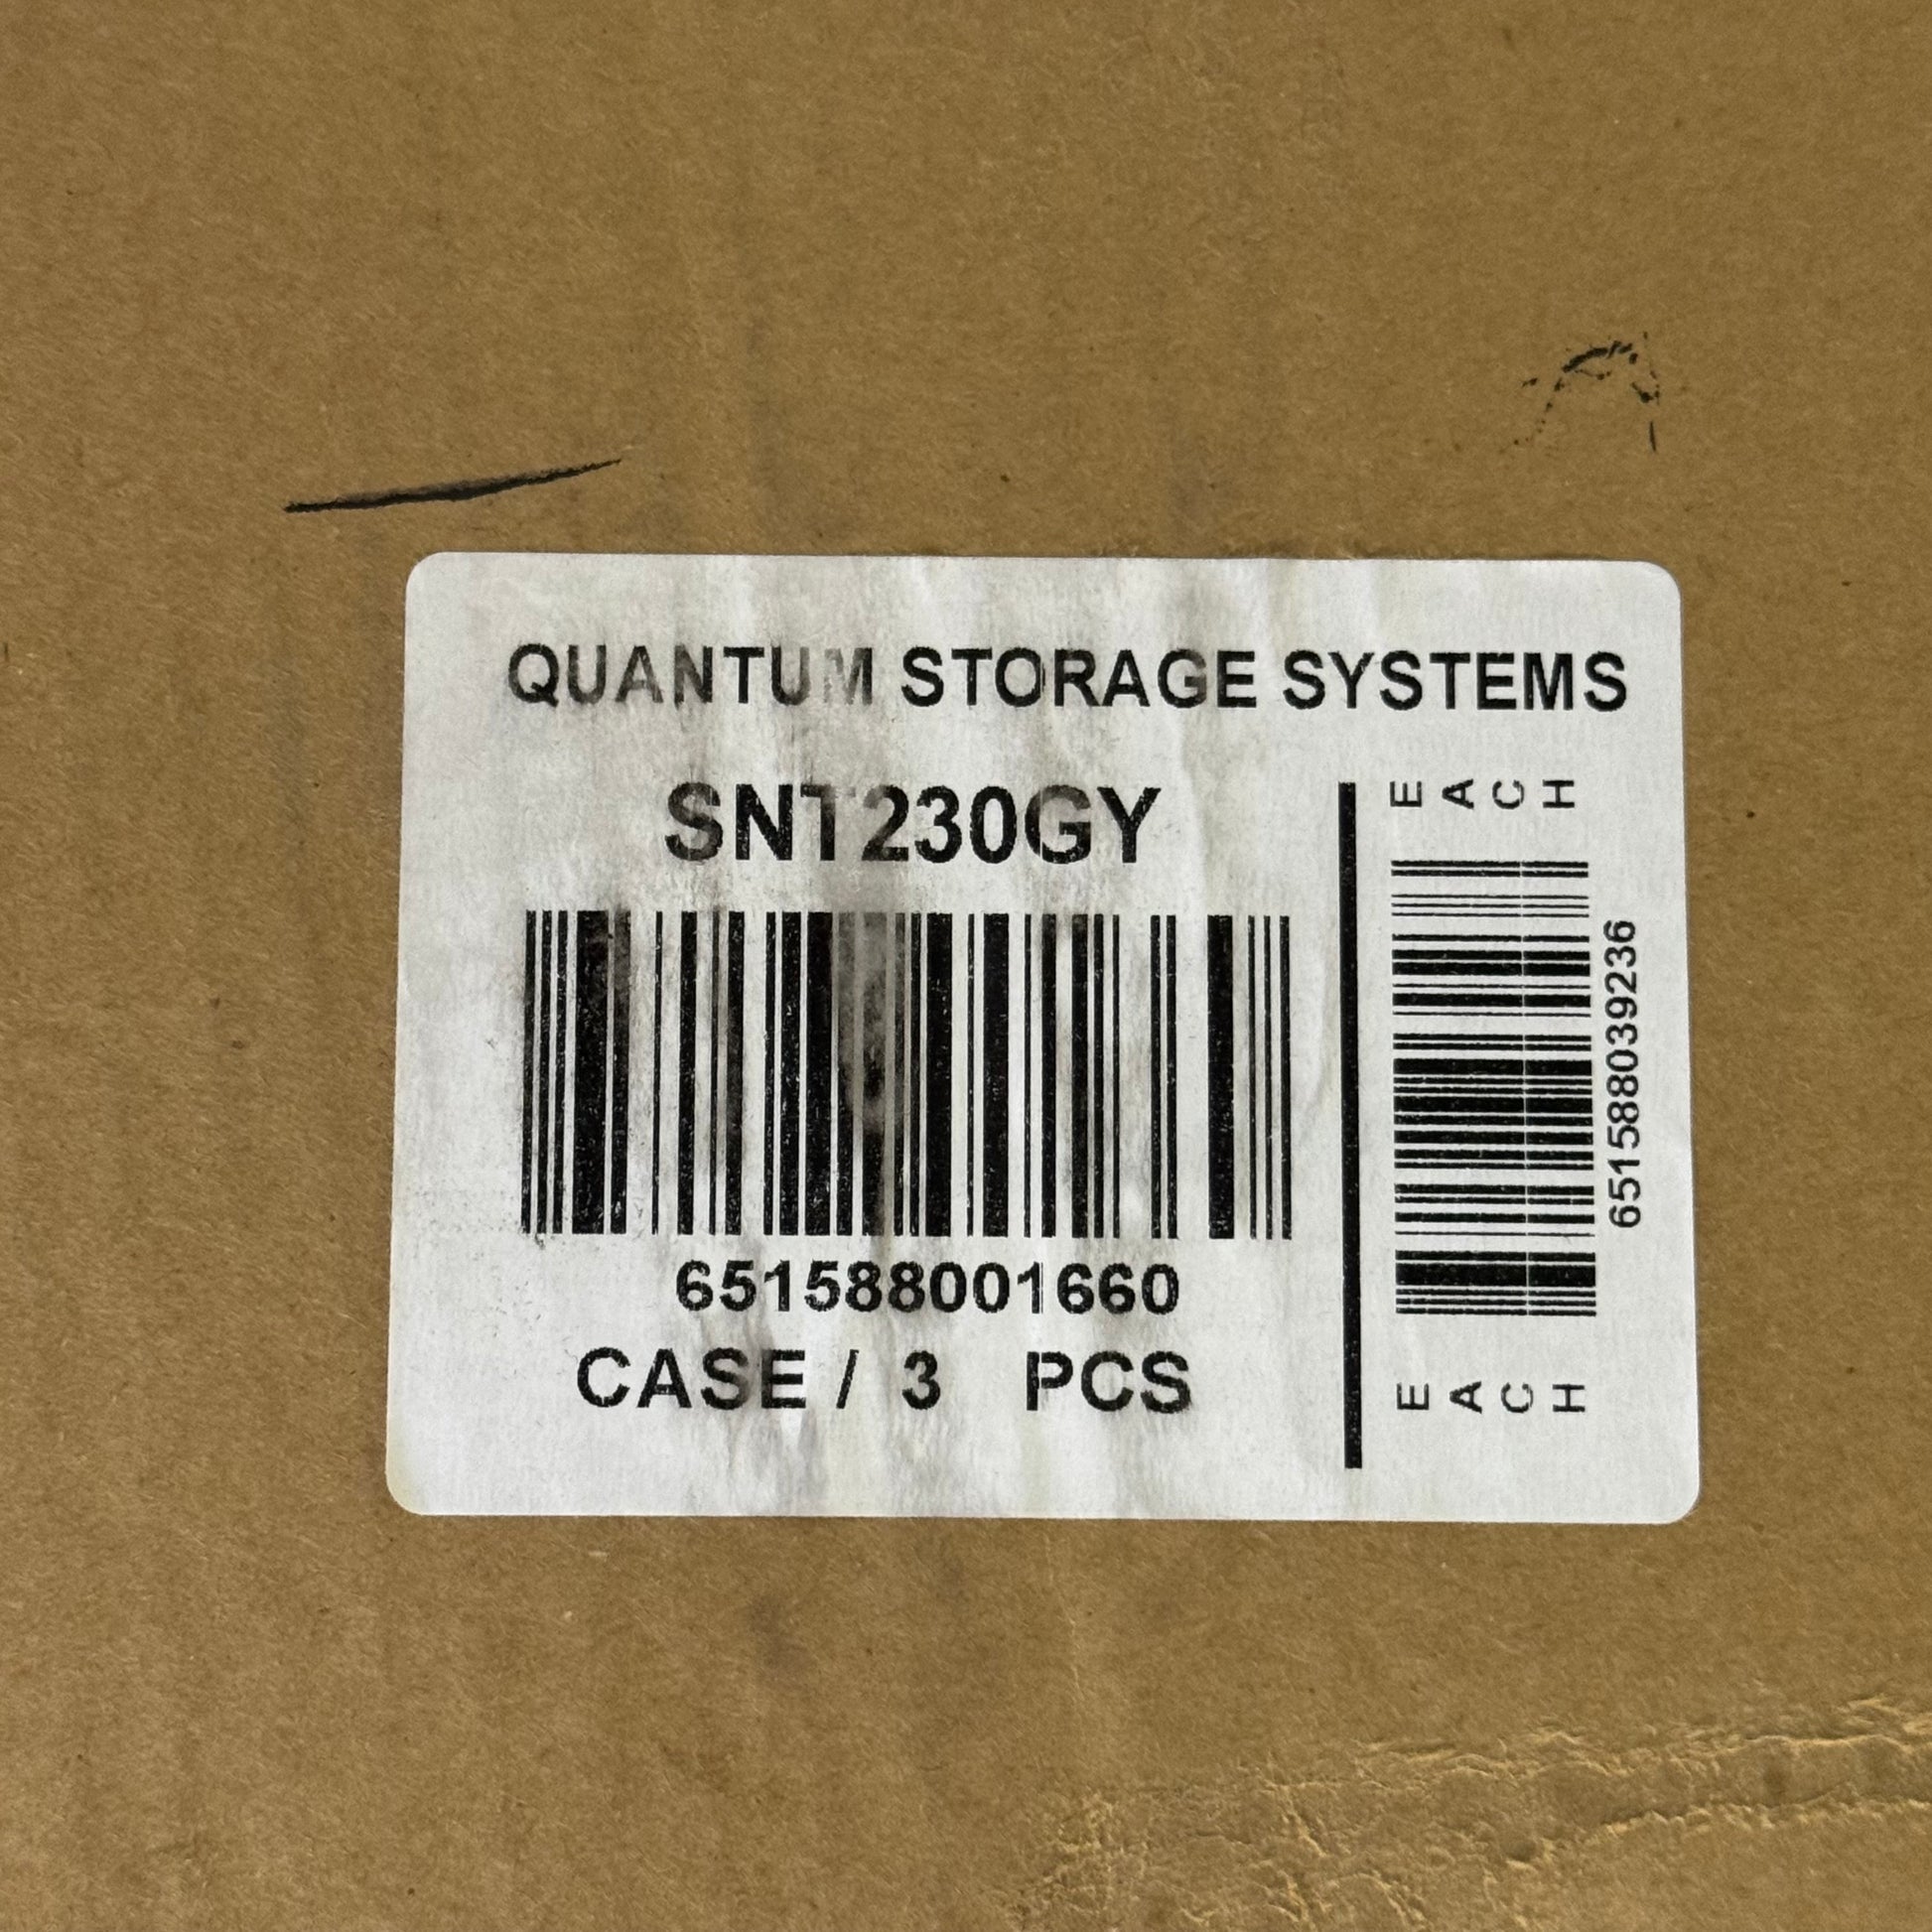 QUANTUM STORAGE SYSTEMS
SNT230GY
651588001660
CASE / 3 PCS
EACH
651588039236
EACH